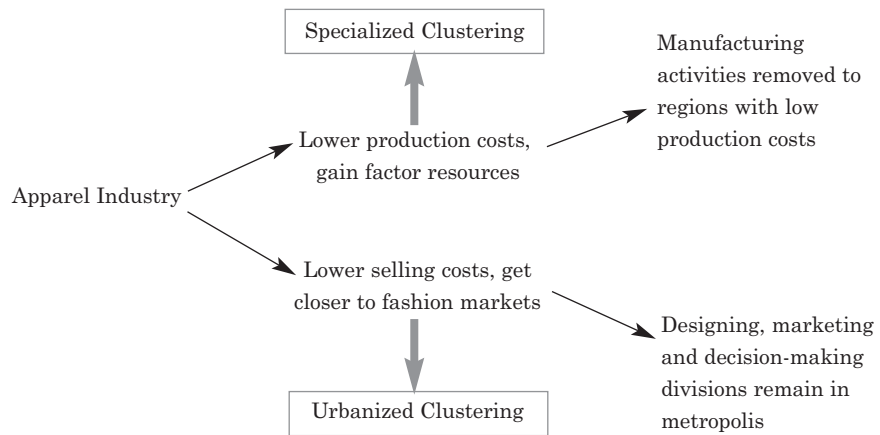 Specialized Clustering
Manufacturing
activities removed to
regions with low
production costs
Lower production costs,
gain factor resources
Apparel Industry
Lower selling costs, get
closer to fashion markets
Designing, marketing
and decision-making
divisions remain in
metropolis
Urbanized Clustering